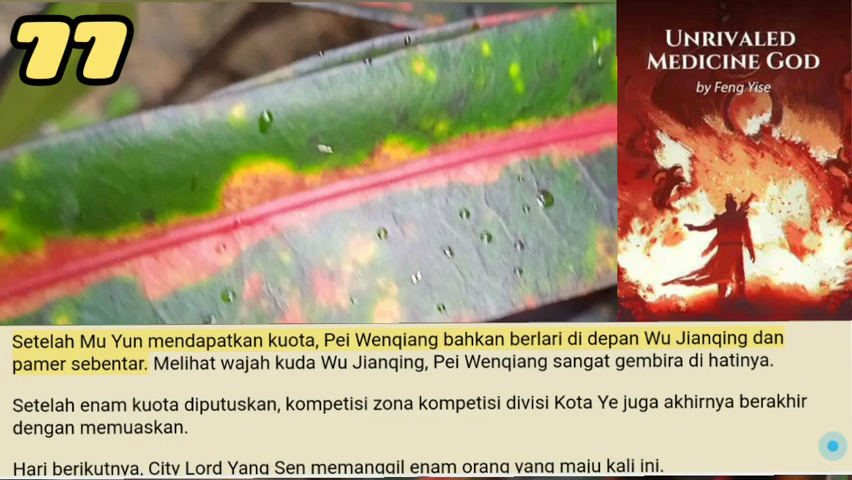 77
UNRIVALED
MEDICINE GOD
by Feng Yise
Setelah Mu Yun mendapatkan kuota, Pei Wenqiang bahkan berlari di depan Wu Jianqing dan
pamer sebentar. Melihat wajah kuda Wu Jianqing, Pei Wenqiang sangat gembira di hatinya.
Setelah enam kuota diputuskan, kompetisi zona kompetisi divisi Kota Ye juga akhirnya berakhir
dengan memuaskan.
Hari berikutnya, City Lord Yang Sen memanggil enam orang yang maju kali ini.